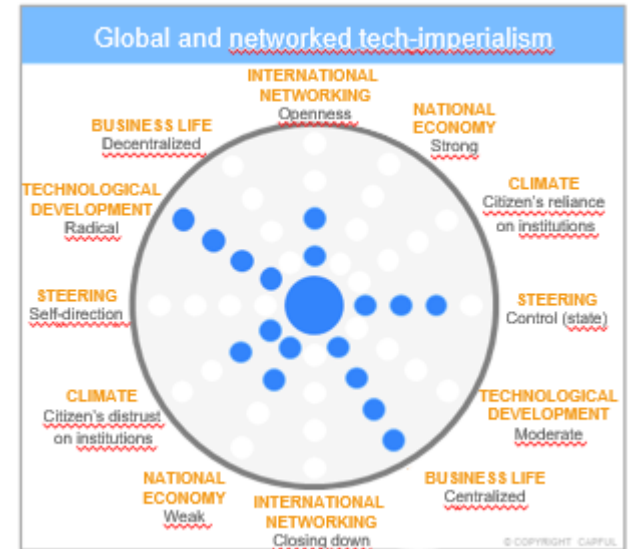 Global and networked tech-imperialism
INTERNATIONAL
NETWORKING
Openness
NATIONAL
ECONOMY
Strong
BUSINESS LIFE
Decentralized
CLIMATE
Citizen's reliance
on institutions
TECHNOLOGICAL
DEVELOPMENT
Radical
STEERING
Self-direction
STEERING
Control (state)
CLIMATE
Citizen's distrust
on institutions
TECHNOLOGICAL
DEVELOPMENT
Moderate
NATIONAL
ECONOMY
Weak
BUSINESS LIFE
Centralized
INTERNATIONAL
NETWORKING
Closing down
© COPYRIGHT CAPFUL